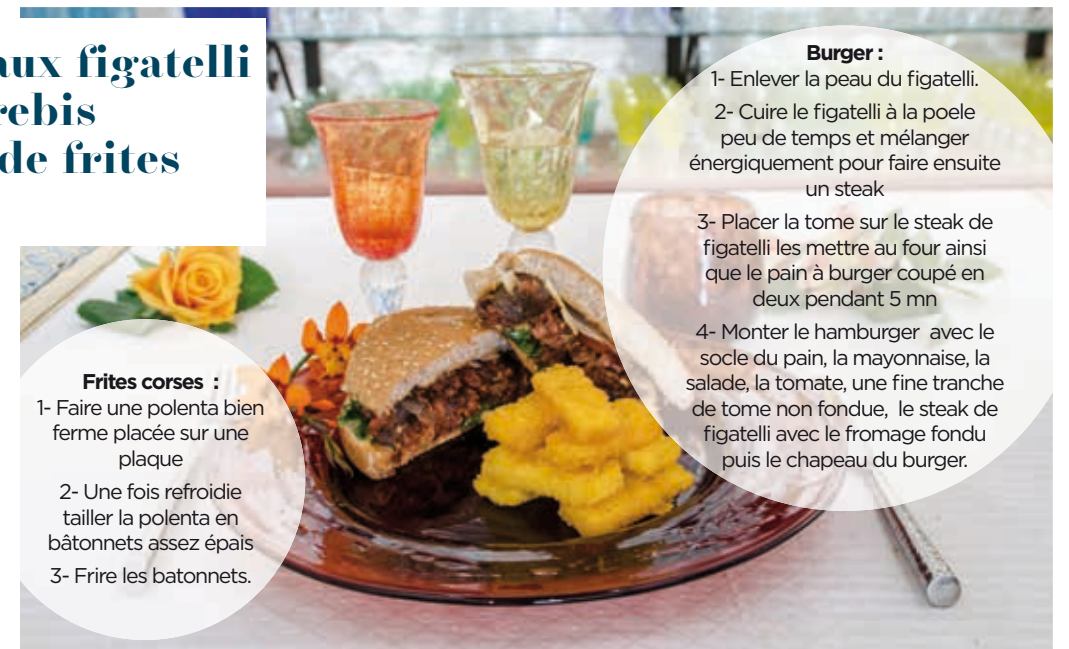 aux figatelli
rebis
de frites
Burger :
1- Enlever la peau du figatelli.
2- Cuire le figatelli à la poele
peu de temps et mélanger
énergiquement pour faire ensuite
un steak
3- Placer la tome sur le steak de
figatelli les mettre au four ainsi
que le pain à burger coupé en
deux pendant 5 mn
4- Monter le hamburger avec le
socle du pain, la mayonnaise, la
salade, la tomate, une fine tranche
de tome non fondue, le steak de
figatelli avec le fromage fondu
puis le chapeau du burger.
Frites corses :
1- Faire une polenta bien
ferme placée sur une
plaque
2- Une fois refroidie
tailler la polenta en
bâtonnets assez épais
3- Frire les batonnets.